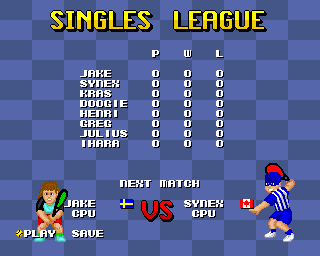 SINGLES LEAGUE
P W L
JAKE 0 0 0
SYNEX 0 0 0
KRAS 0 0 0
DOOGIE 0 0 0
HENRI 0 0 0
GREG 0 0 0
JULIUS 0 0 0
IHARA 0 0 0
NEXT MATCH
JAKE VS SYNEX
CPU CPU
*PLAY SAVE